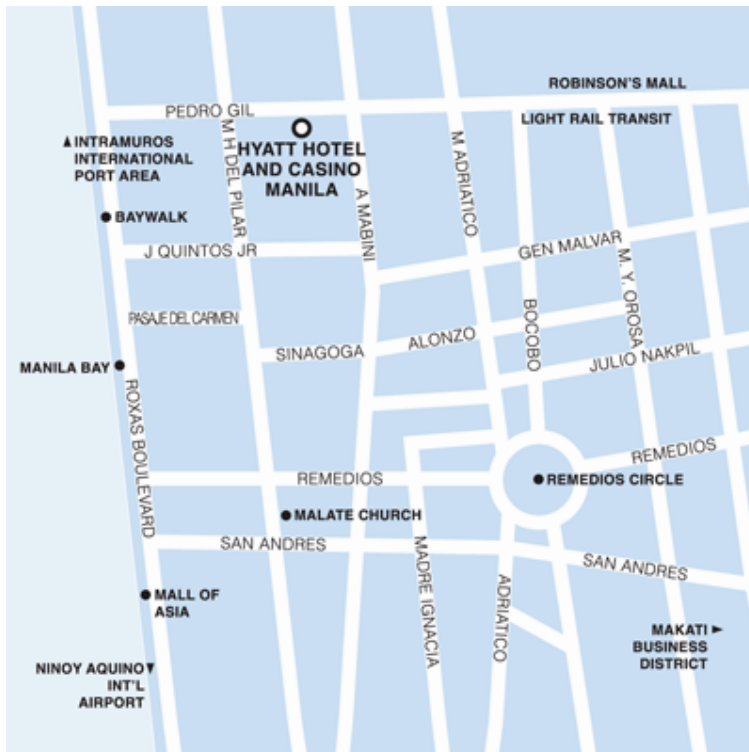 ROBINSON'S MALL
PEDRO GIL
LIGHT RAIL TRANSIT
INTRAMUROS
INTERNATIONAL
PORT AREA
M H DEL PILAR
HYATT HOTEL
AND CASINO
MANILA
A MABINI
M ADRIATICO
BAYWALK
J QUINTOS JR
GEN MALVAR
M. Y. OROSA
PASAJE DEL CARMEN
BOCOBO
SINAGOGA
ALONZO
JULIO NAKPIL
MANILA BAY
ROXAS BOULEVARD
REMEDIOS
REMEDIOS
REMEDIOS CIRCLE
MALATE CHURCH
SAN ANDRES
MADRE IGNACIA
ADRIATICO
SAN ANDRES
MALL OF
ASIA
MAKATI
BUSINESS
DISTRICT
NINOY AQUINO
INT'L
AIRPORT